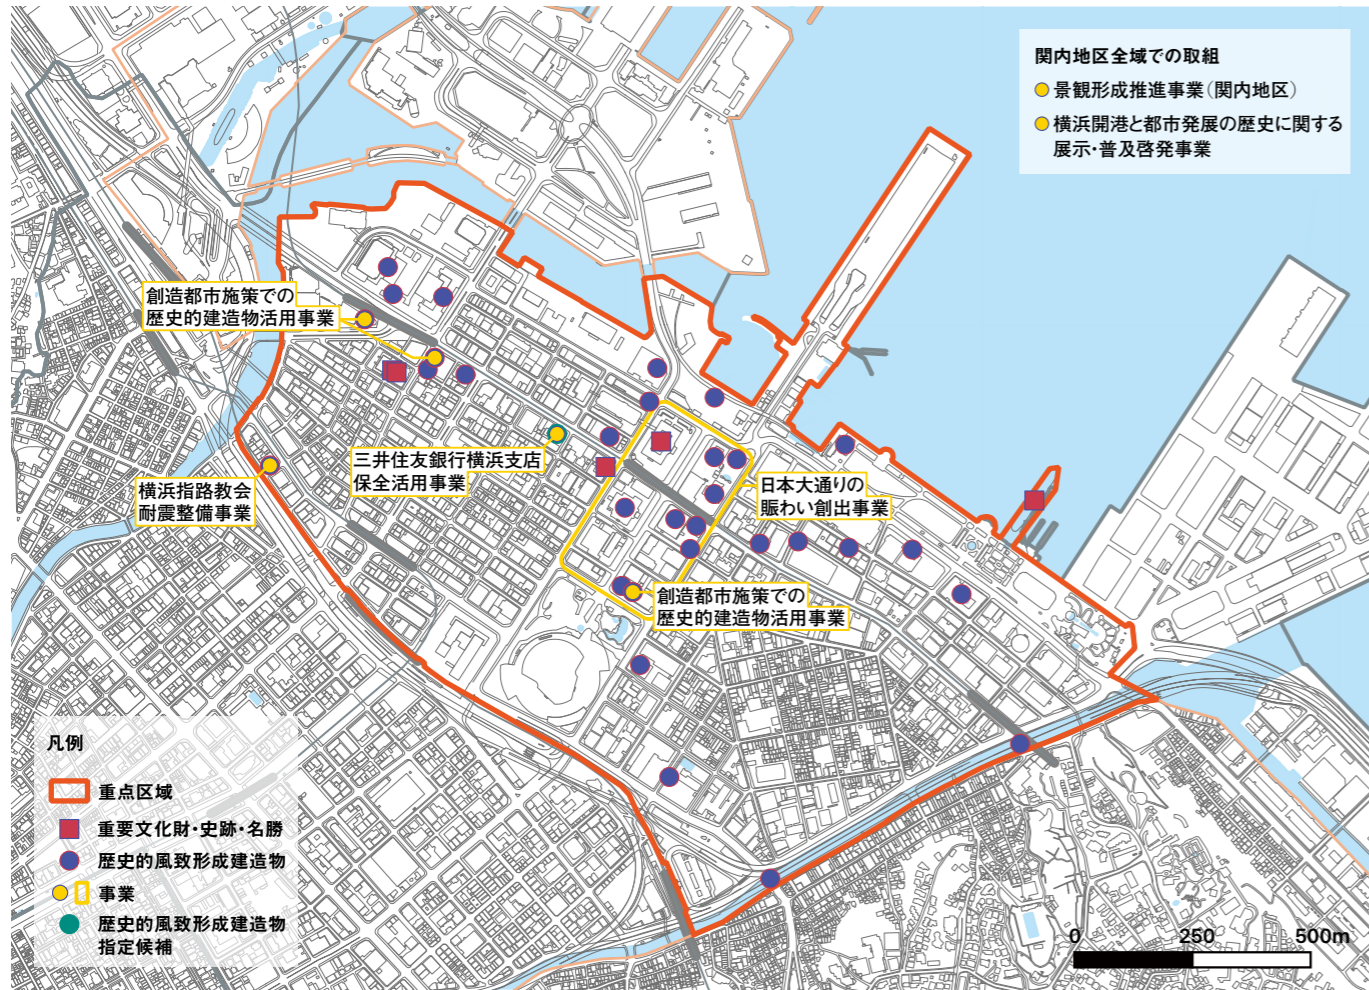 関内地区全域での取組
景観形成推進事業（関内地区）
横浜開港と都市発展の歴史に関する
展示・普及啓発事業
創造都市施策での
歴史的建造物活用事業
三井住友銀行横浜支店
保全活用事業
横浜指路教会
耐震整備事業
日本大通りの
賑わい創出事業
創造都市施策での
歴史的建造物活用事業
凡例
重点区域
重要文化財・史跡・名勝
歴史的風致形成建造物
事業
歴史的風致形成建造物
指定候補
0 250 500m